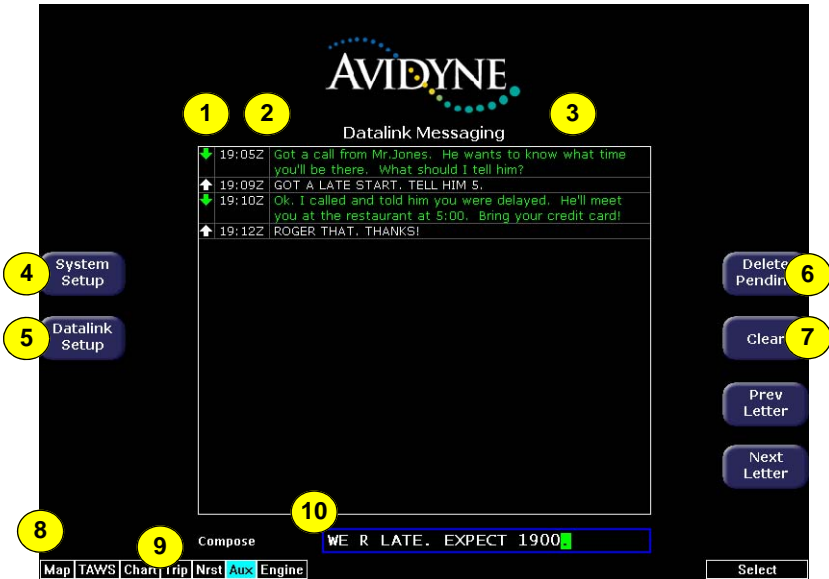 AVIDYNE
1 2 3
Datalink Messaging
19:05Z Got a call from Mr.Jones. He wants to know what time
you'll be there. What should I tell him?
19:09Z GOT A LATE START. TELL HIM 5.
19:10Z Ok. I called and told him you were delayed. He'll meet
you at the restaurant at 5:00. Bring your credit card!
19:12Z ROGER THAT. THANKS!
4 System
Setup
5 Datalink
Setup
Delete
Pendin 6
Clear 7
Prev
Letter
Next
Letter
10
8
9
Compose WE R LATE. EXPECT 1900.
Map TAWS Chart Trip Nrst Aux Engine Select